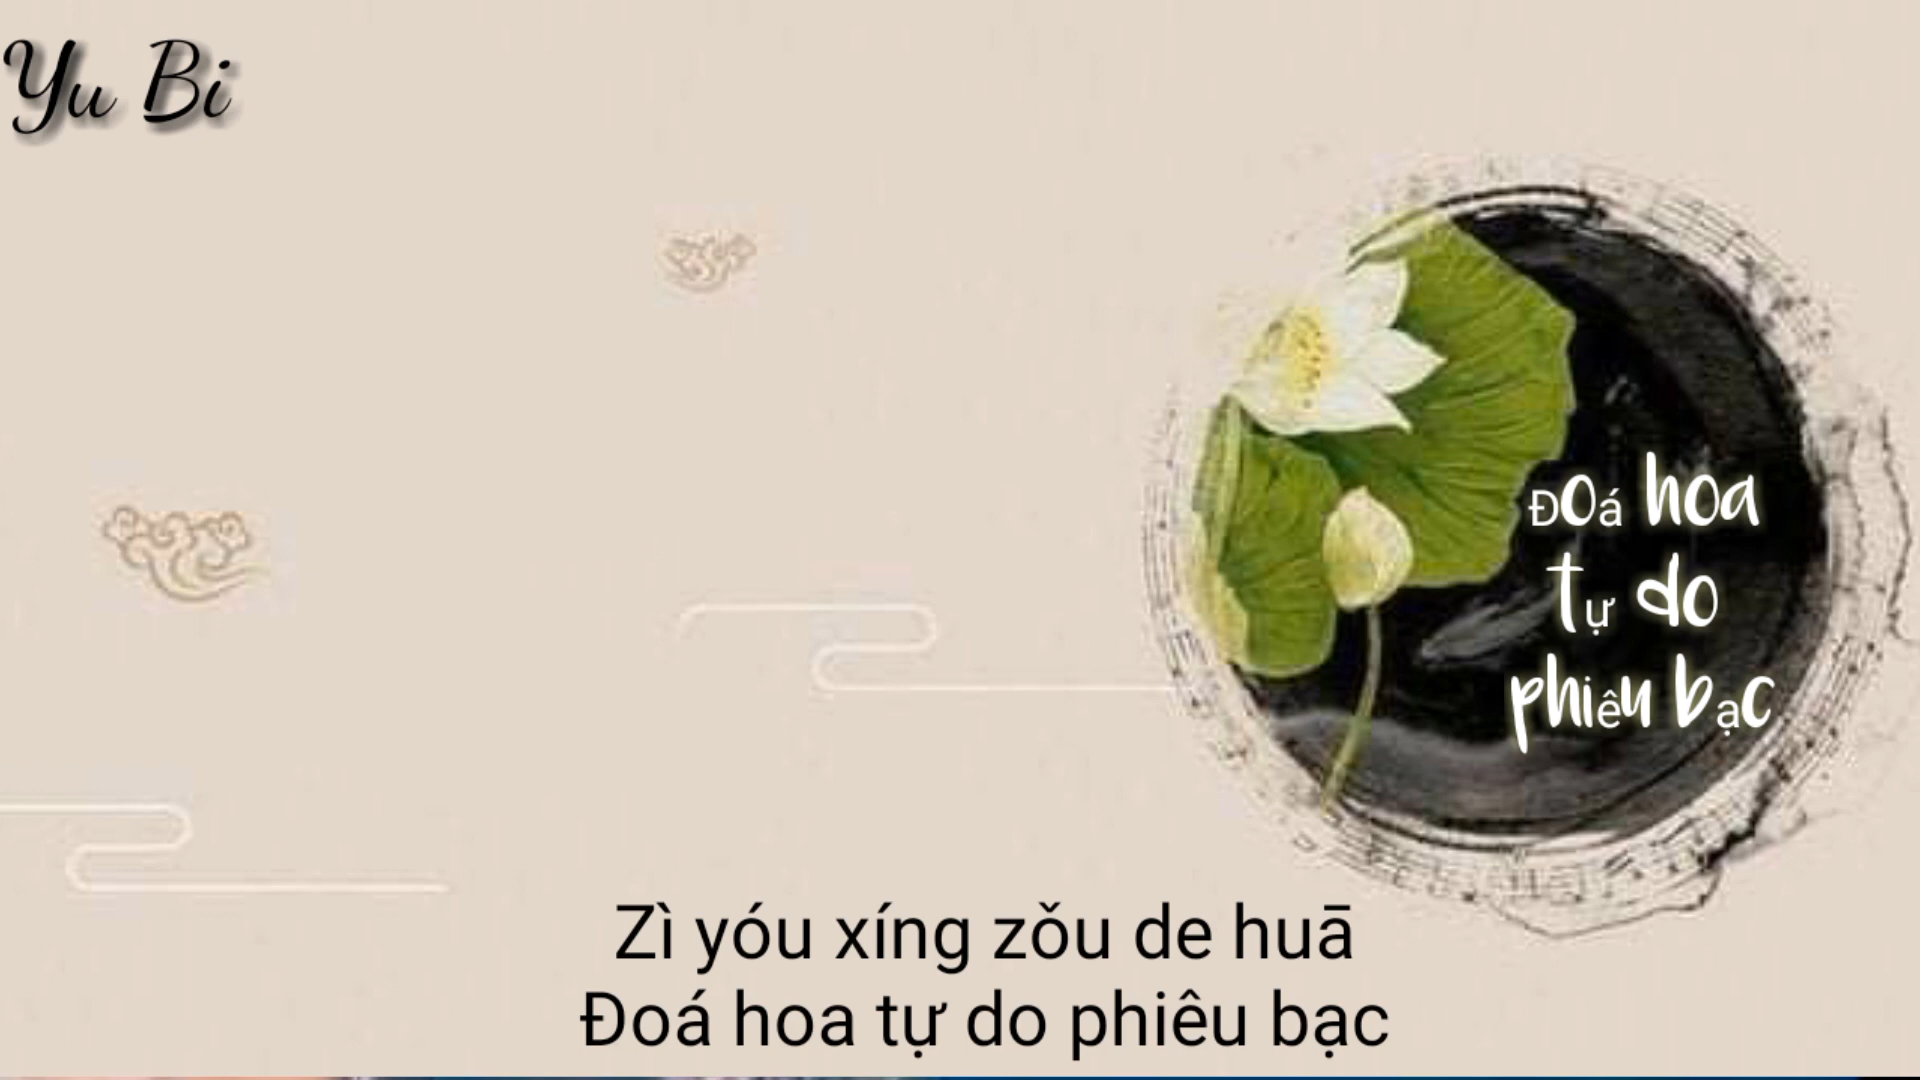 Yu Bi
Đoá hoa
tự do
phiêu bạc
Zì yóu xíng zǒu de huā
Đoá hoa tự do phiêu bạc